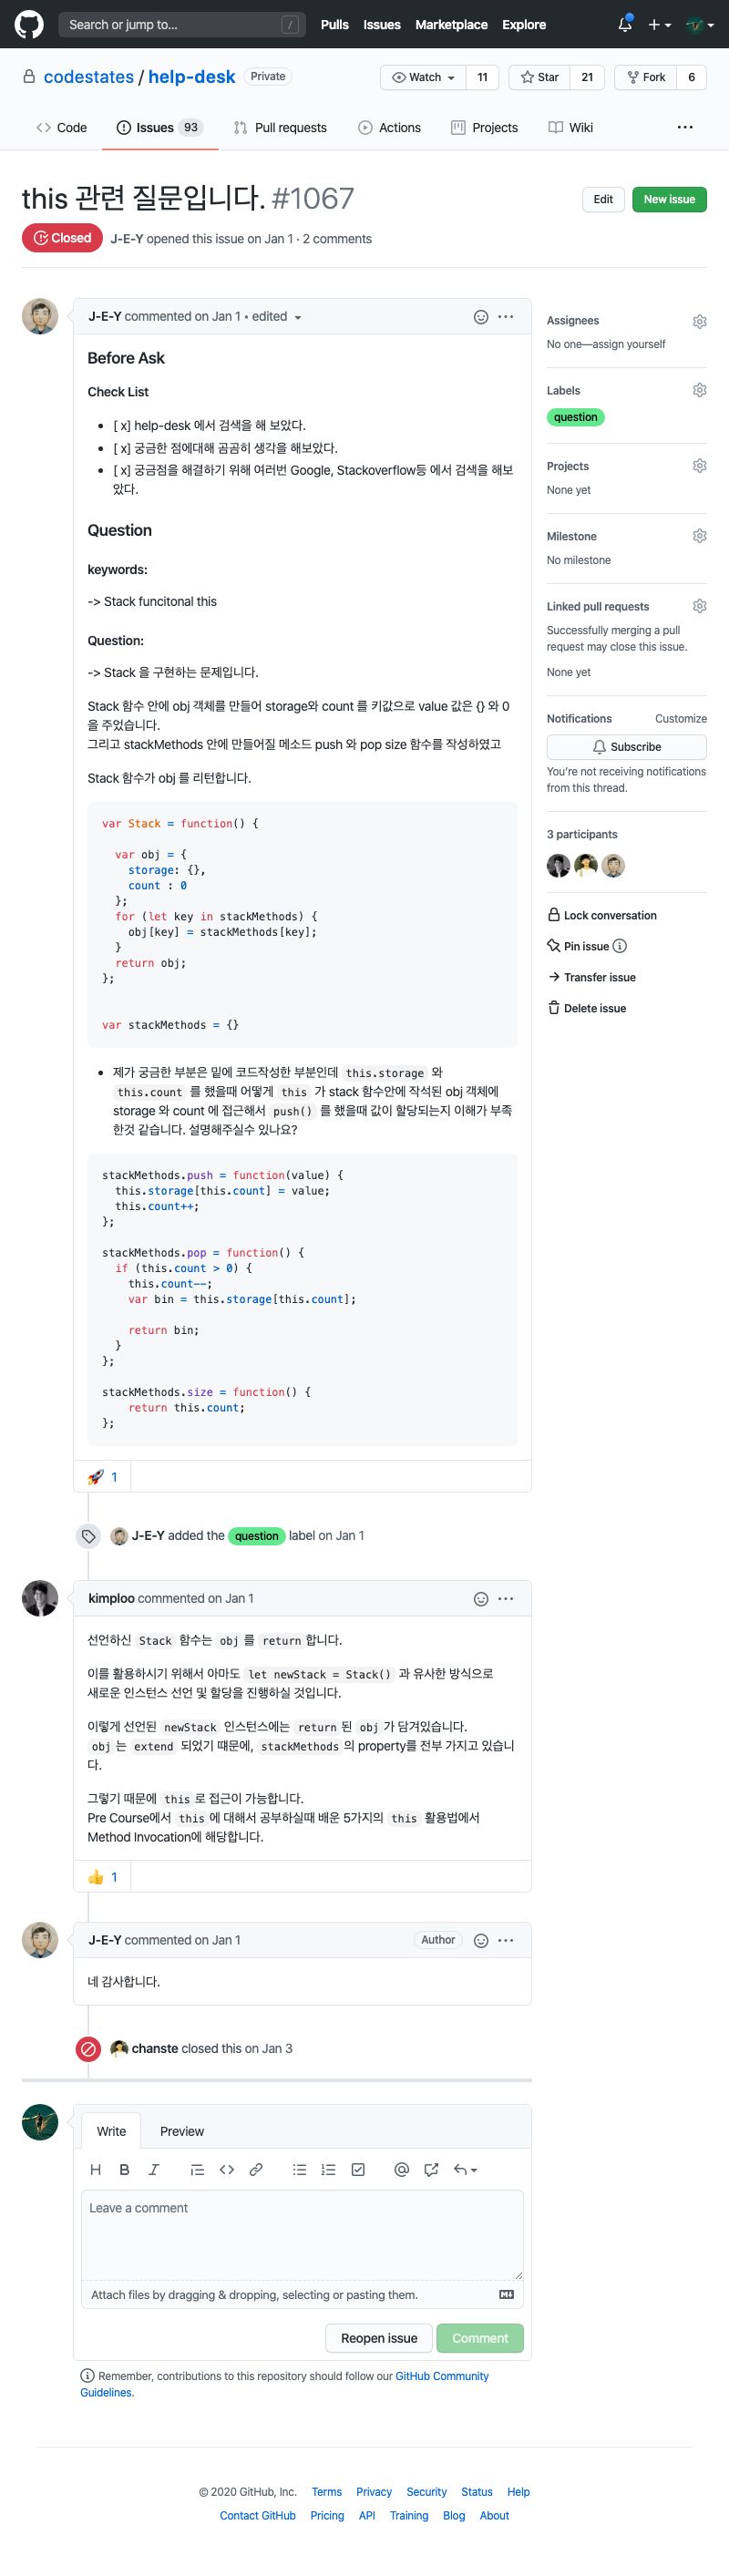 Search or jump to…
/
Pulls Issues Marketplace Explore
codestates / help-desk Private
Watch 11 Star 21 Fork 6
Code Issues 93 Pull requests Actions Projects Wiki
this 관련 질문입니다. #1067
Edit New issue
Closed J-E-Y opened this issue on Jan 1 · 2 comments
J-E-Y commented on Jan 1 • edited
Before Ask
Check List
• [ x] help-desk 에서 검색을 해 보았다.
• [ x] 궁금한 점에대해 곰곰히 생각을 해보았다.
• [ x] 궁금점을 해결하기 위해 여러번 Google, Stackoverflow등 에서 검색을 해보
았다.
Question
keywords:
-> Stack funcitonal this
Question:
-> Stack 을 구현하는 문제입니다.
Stack 함수 안에 obj 객체를 만들어 storage와 count 를 키값으로 value 값은 {} 와 0
을 주었습니다.
그리고 stackMethods 안에 만들어질 메소드 push 와 pop size 함수를 작성하였고
Stack 함수가 obj 를 리턴합니다.
var Stack = function() {
var obj = {
storage: {},
count : 0
};
for (let key in stackMethods) {
obj[key] = stackMethods[key];
}
return obj;
};
var stackMethods = {}
• 제가 궁금한 부분은 밑에 코드작성한 부분인데 this.storage 와
this.count 를 했을때 어떻게 this 가 stack 함수안에 작석된 obj 객체에
storage 와 count 에 접근해서 push() 를 했을때 값이 할당되는지 이해가 부족
한것 같습니다. 설명해주실수 있나요?
stackMethods.push = function(value) {
this.storage[this.count] = value;
this.count++;
};
stackMethods.pop = function() {
if (this.count > 0) {
this.count--;
var bin = this.storage[this.count];
return bin;
}
};
stackMethods.size = function() {
return this.count;
};
🚀 1
J-E-Y added the question label on Jan 1
kimploo commented on Jan 1
선언하신 Stack 함수는 obj 를 return 합니다.
이를 활용하시기 위해서 아마도 let newStack = Stack() 과 유사한 방식으로
새로운 인스턴스 선언 및 할당을 진행하실 것입니다.
이렇게 선언된 newStack 인스턴스에는 return 된 obj 가 담겨있습니다.
obj 는 extend 되었기 떄문에, stackMethods 의 property를 전부 가지고 있습니
다.
그렇기 때문에 this 로 접근이 가능합니다.
Pre Course에서 this 에 대해서 공부하실때 배운 5가지의 this 활용법에서
Method Invocation에 해당합니다.
👍 1
J-E-Y commented on Jan 1 Author
네 감사합니다.
chanste closed this on Jan 3
Write Preview
Leave a comment
Attach files by dragging & dropping, selecting or pasting them.
Reopen issue Comment
Remember, contributions to this repository should follow our GitHub Community
Guidelines.
Assignees
No one—assign yourself
Labels
question
Projects
None yet
Milestone
No milestone
Linked pull requests
Successfully merging a pull
request may close this issue.
None yet
Notifications Customize
Subscribe
You're not receiving notifications
from this thread.
3 participants
Lock conversation
Pin issue
Transfer issue
Delete issue
© 2020 GitHub, Inc. Terms Privacy Security Status Help
Contact GitHub Pricing API Training Blog About